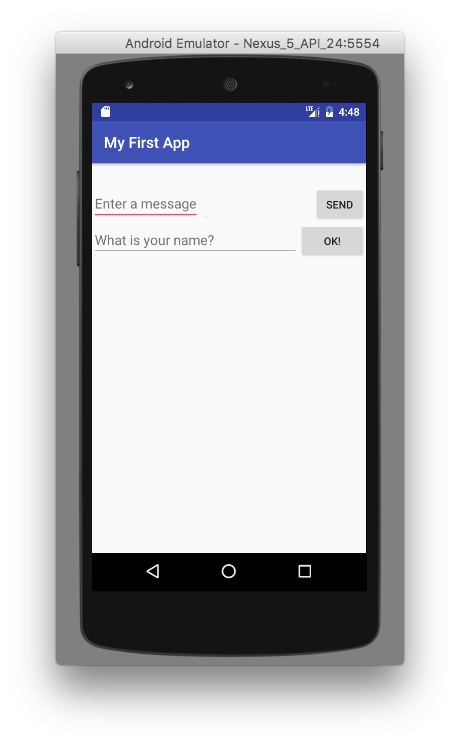 Android Emulator - Nexus_5_API_24:5554
LTE 4:48
My First App
Enter a message SEND
What is your name? OK!